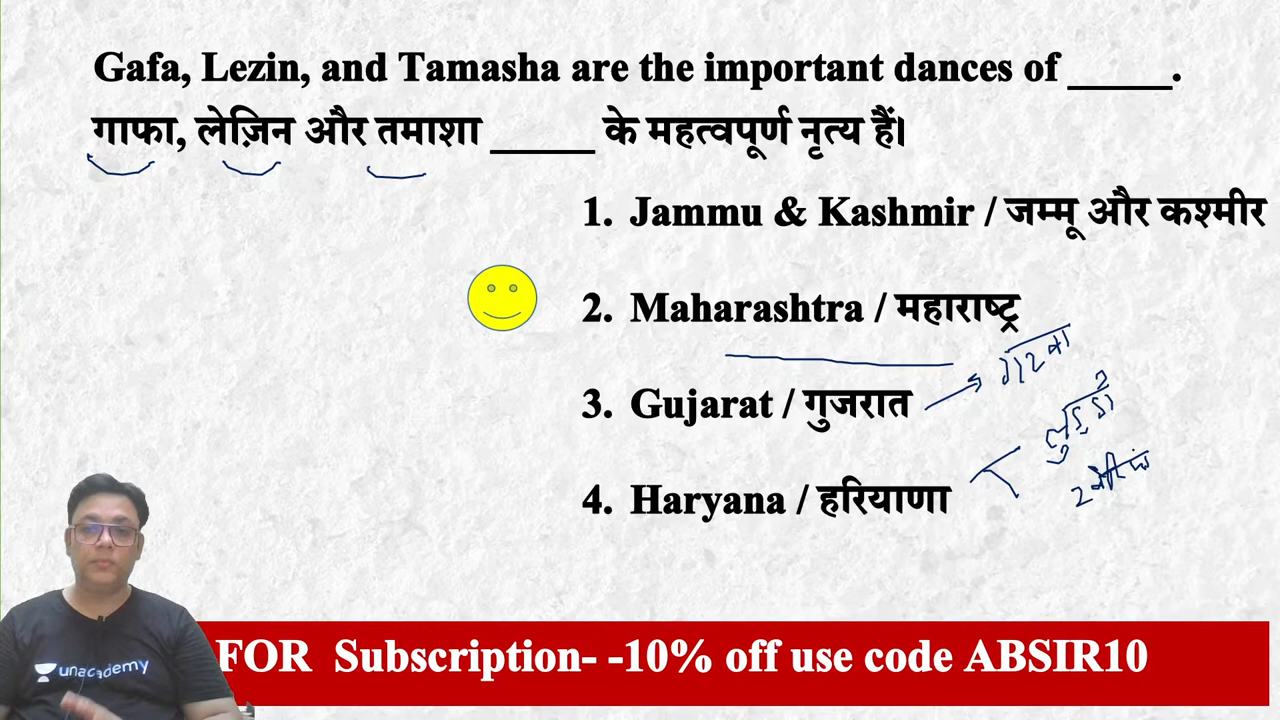 Gafa, Lezin, and Tamasha are the important dances of _____.
गाफा, लेज़िन और तमाशा _____ के महत्वपूर्ण नृत्य हैं।
1. Jammu & Kashmir / जम्मू और कश्मीर
2. Maharashtra / महाराष्ट्र
3. Gujarat / गुजरात
4. Haryana / हरियाणा
unacademy
FOR Subscription- -10% off use code ABSIR10